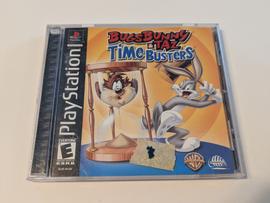 PlayStation
BUGS BUNNY
& TAZ
TIME BUSTERS
E